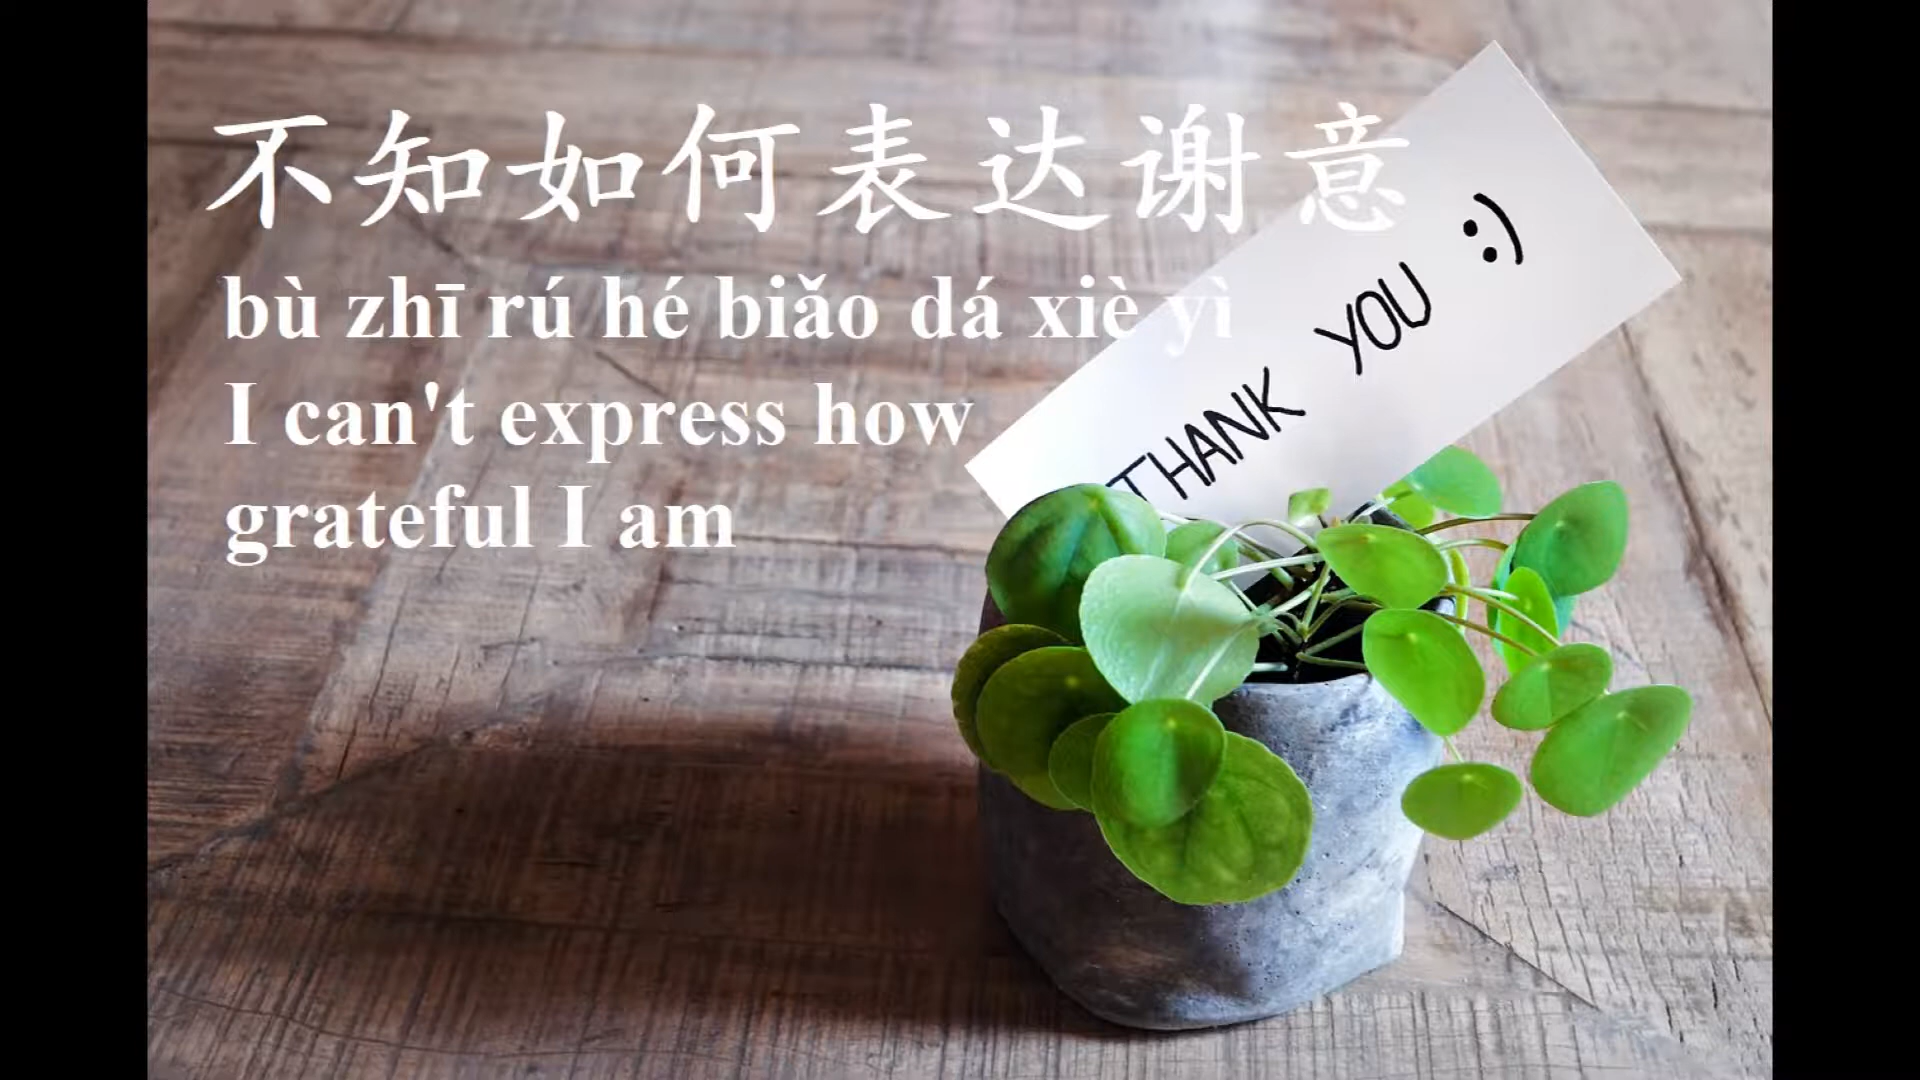 不知如何表达谢意
bù zhī rú hé biǎo dá xiè yì
I can't express how
grateful I am
THANK YOU :)